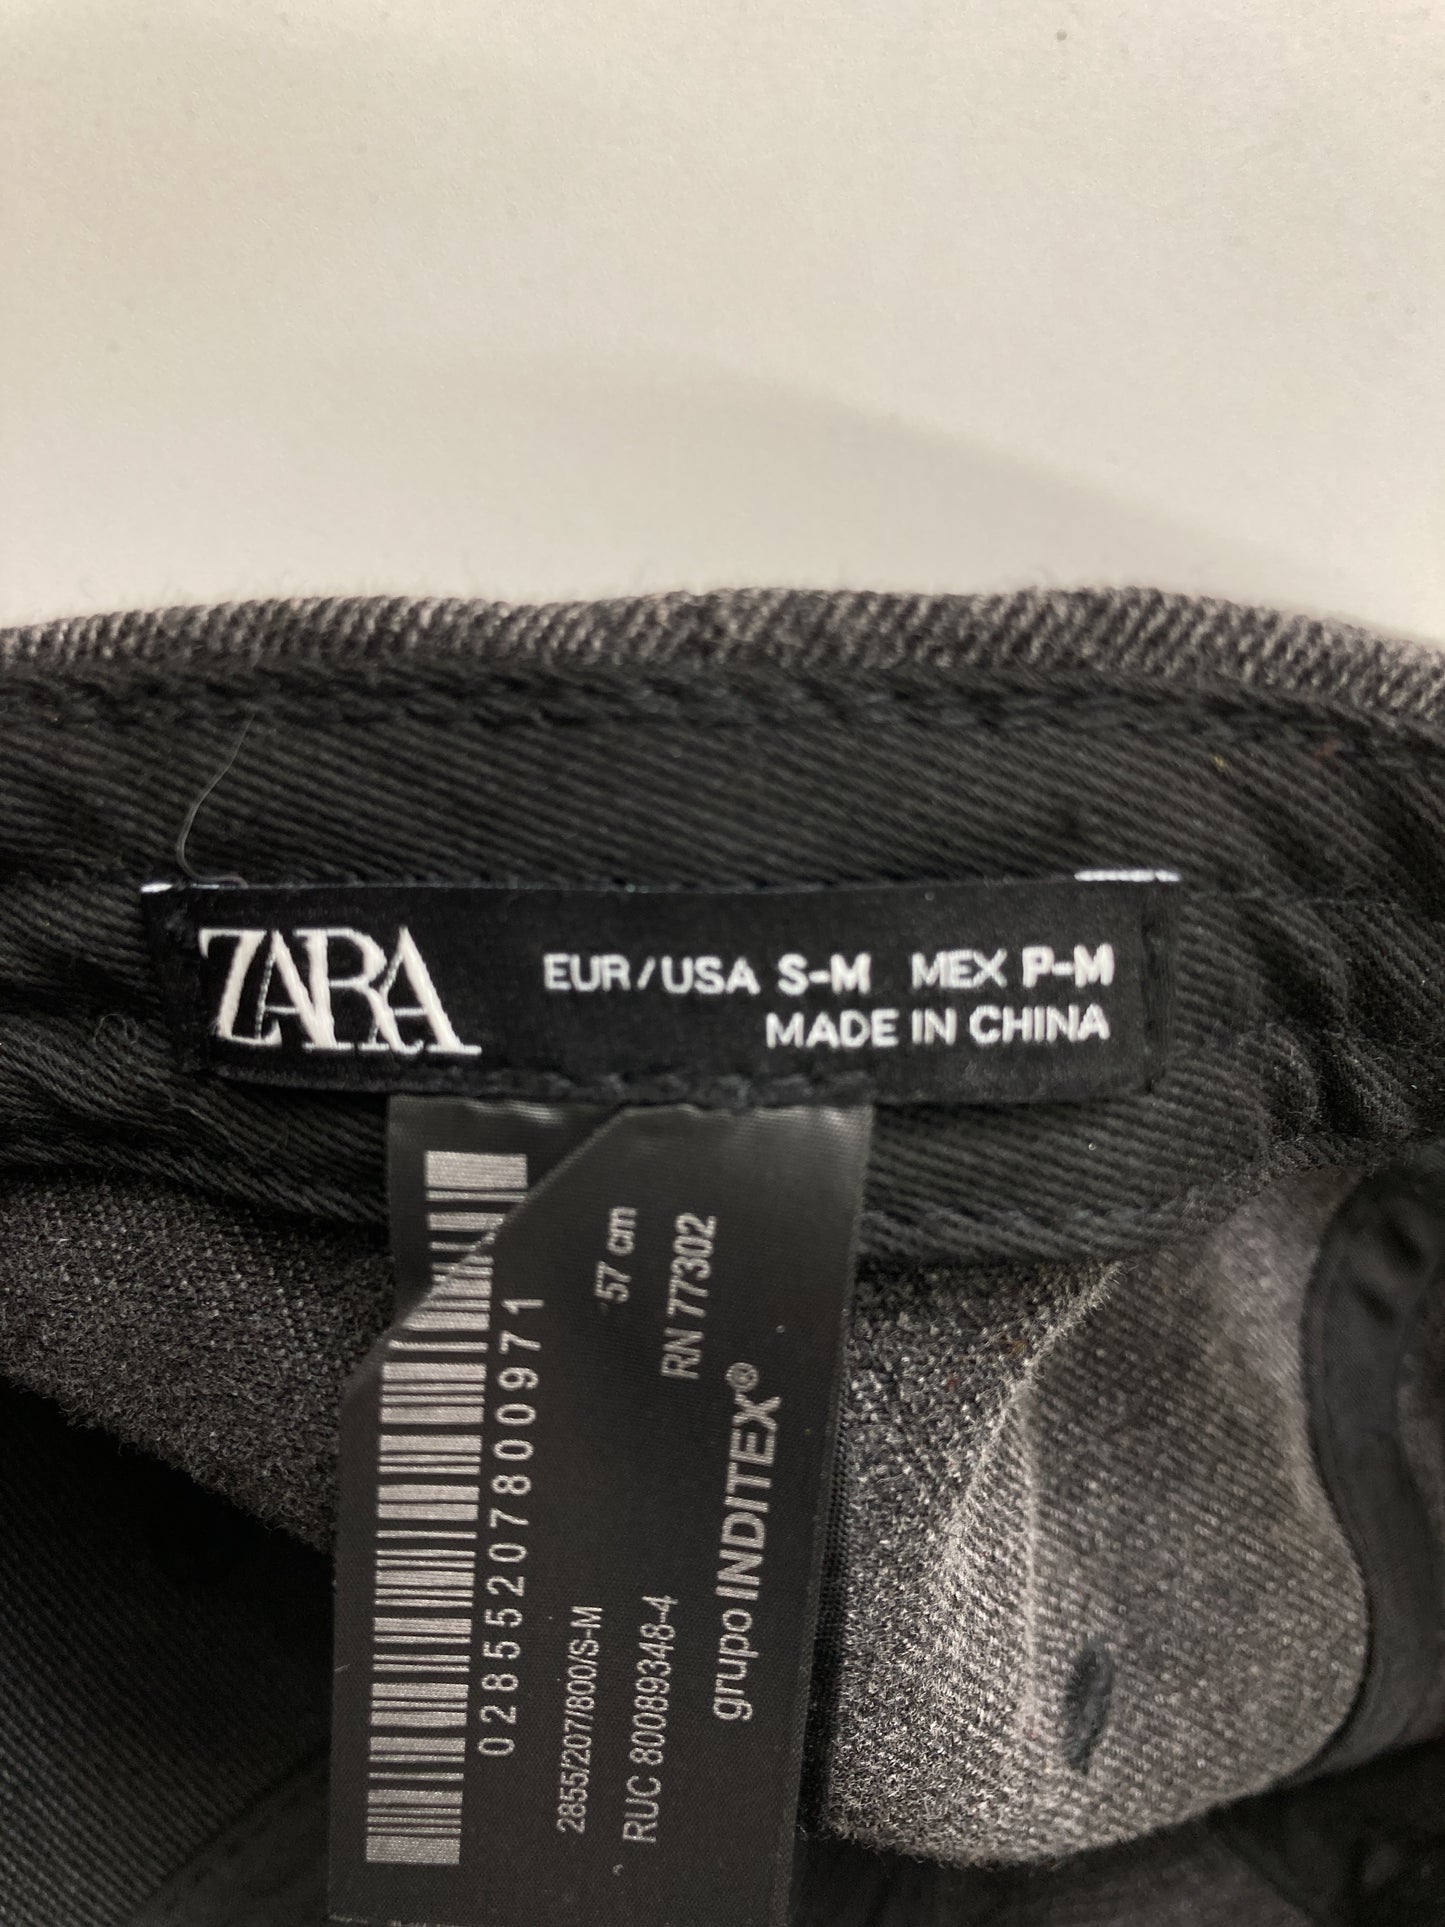 ZARA
EUR/USA S-M MEX P-M
MADE IN CHINA
02855207800971
57 cm
2855/207/800/S-M
RN 77302
RUC 80089348-4
grupo INDITEX®